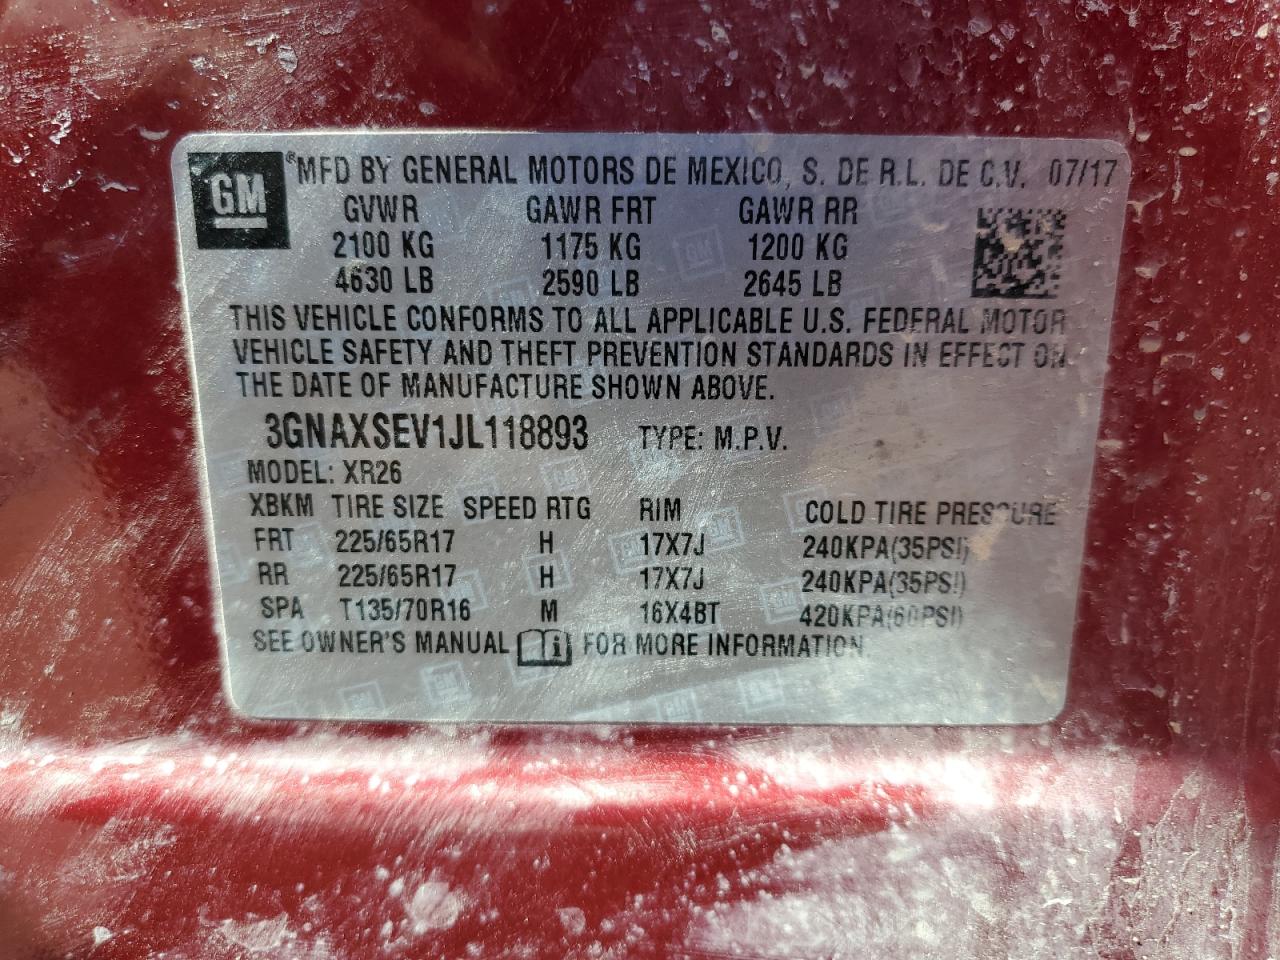 GM ® MFD BY GENERAL MOTORS DE MEXICO, S. DE R.L. DE C.V. 07/17
GVWR GAWR FRT GAWR RR
2100 KG 1175 KG 1200 KG
4630 LB 2590 LB 2645 LB
THIS VEHICLE CONFORMS TO ALL APPLICABLE U.S. FEDERAL MOTOR
VEHICLE SAFETY AND THEFT PREVENTION STANDARDS IN EFFECT ON
THE DATE OF MANUFACTURE SHOWN ABOVE.
3GNAXSEV1JL118893 TYPE: M.P.V.
MODEL: XR26
XBKM TIRE SIZE SPEED RTG RIM COLD TIRE PRESSURE
FRT 225/65R17 H 17X7J 240KPA(35PSI)
RR 225/65R17 H 17X7J 240KPA(35PSI)
SPA T135/70R16 M 16X4BT 420KPA(60PSI)
SEE OWNER'S MANUAL i FOR MORE INFORMATION.